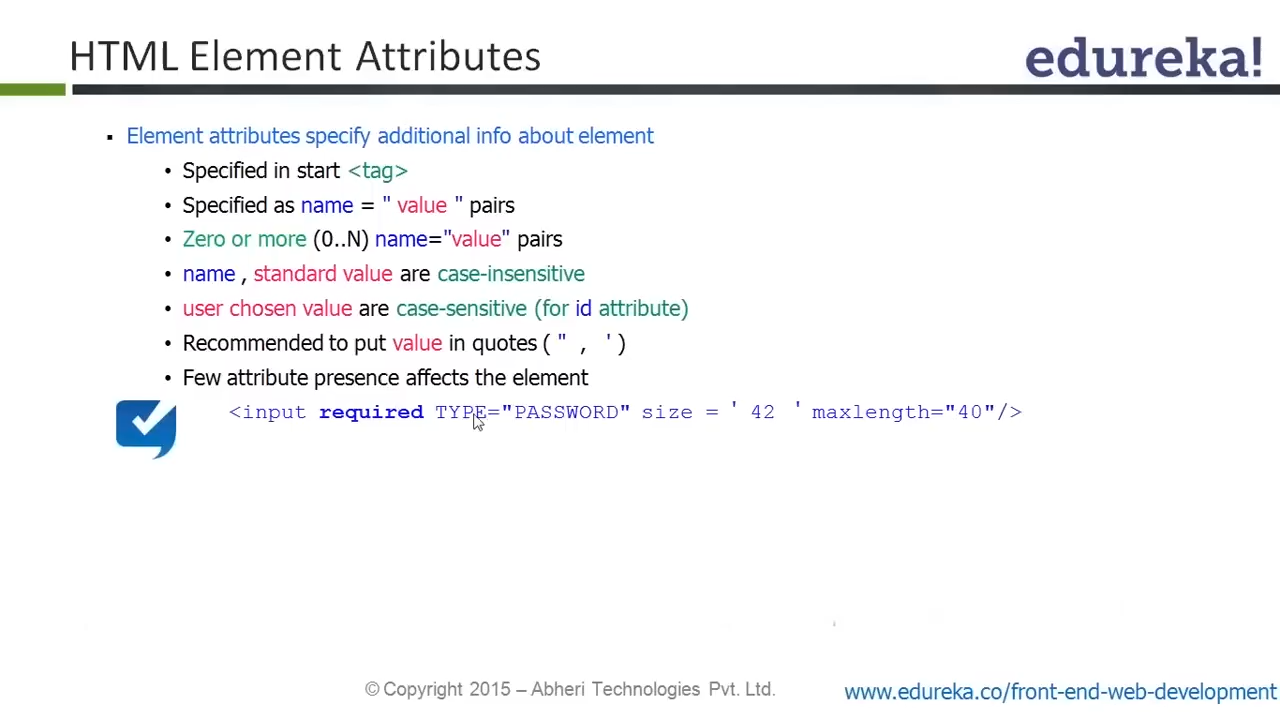 HTML Element Attributes
edureka!
▪ Element attributes specify additional info about element
• Specified in start <tag>
• Specified as name = " value " pairs
• Zero or more (0..N) name="value" pairs
• name , standard value are case-insensitive
• user chosen value are case-sensitive (for id attribute)
• Recommended to put value in quotes ( " , ' )
• Few attribute presence affects the element
<input required TYPE="PASSWORD" size = ' 42 ' maxlength="40"/>
© Copyright 2015 – Abheri Technologies Pvt. Ltd.
www.edureka.co/front-end-web-development